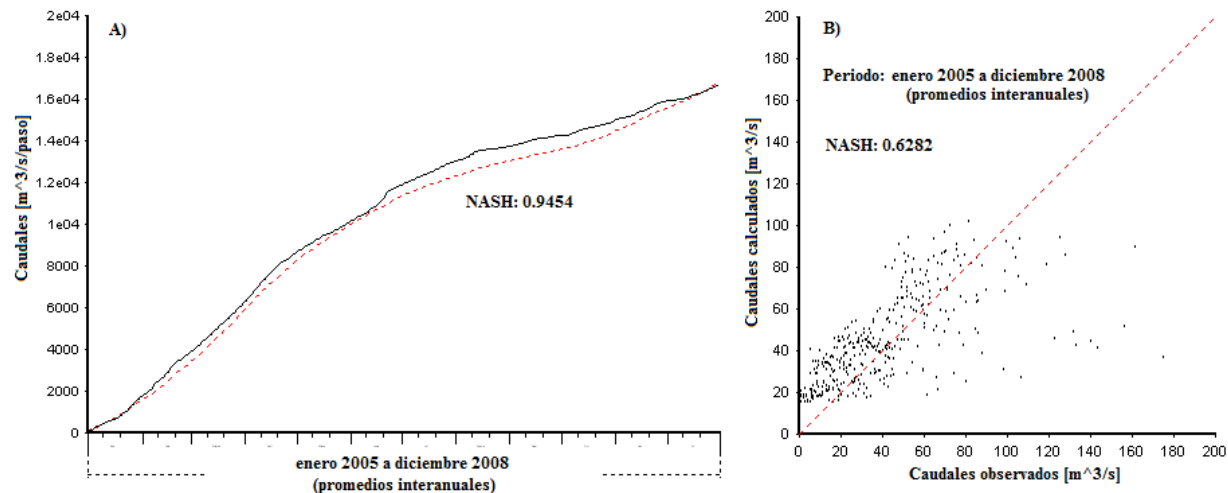 A)
Caudales [m^3/s/paso]
2e04
1.8e04
1.6e04
1.4e04
1.2e04
1e04
8000
6000
4000
2000
0
NASH: 0.9454
enero 2005 a diciembre 2008
(promedios interanuales)
B)
Caudales calculados [m^3/s]
200
180
160
140
120
100
80
60
40
20
0
Periodo: enero 2005 a diciembre 2008
(promedios interanuales)
NASH: 0.6282
0 20 40 60 80 100 120 140 160 180 200
Caudales observados [m^3/s]